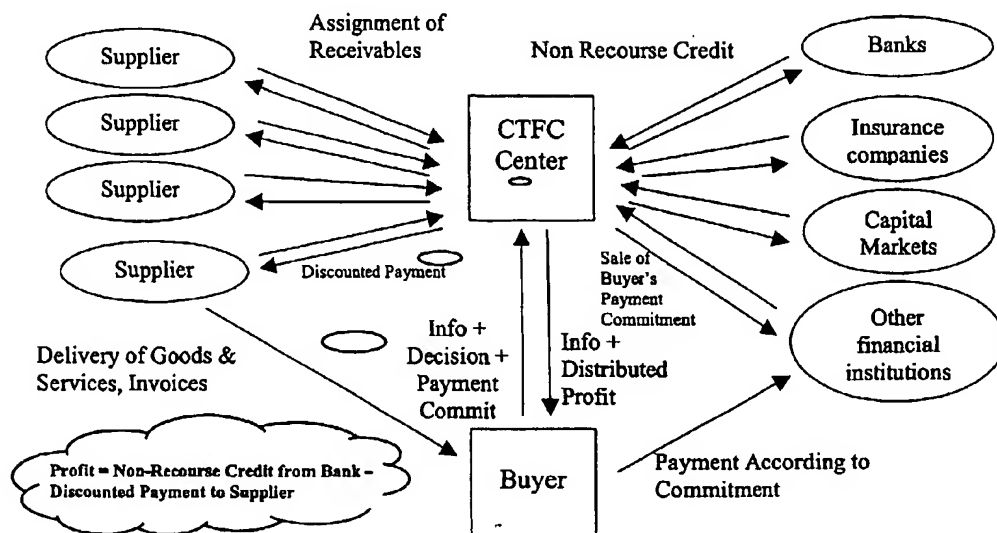 Assignment of
Receivables
Non Recourse Credit
Supplier
Supplier
Supplier
Supplier
CTFC
Center
Banks
Insurance
companies
Capital
Markets
Other
financial
institutions
Discounted Payment
Sale of
Buyer's
Payment
Commitment
Delivery of Goods &
Services, Invoices
Info +
Decision +
Payment
Commit
Info +
Distributed
Profit
Profit = Non-Recourse Credit from Bank –
Discounted Payment to Supplier
Buyer
Payment According to
Commitment